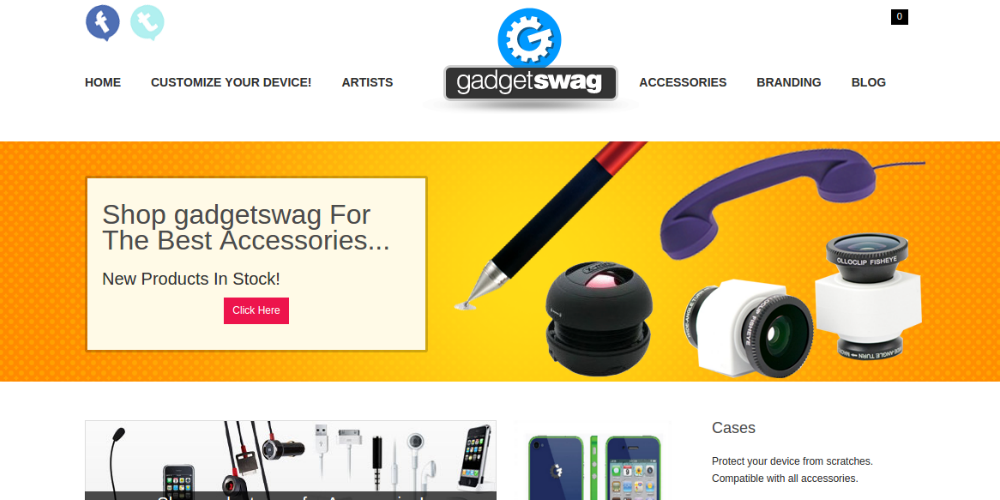 0
HOME
CUSTOMIZE YOUR DEVICE!
ARTISTS
gadgetswag
ACCESSORIES
BRANDING
BLOG
Shop gadgetswag For
The Best Accessories...
New Products In Stock!
Click Here
OLLOCLIP FISHEYE
Cases
Protect your device from scratches.
Compatible with all accessories.